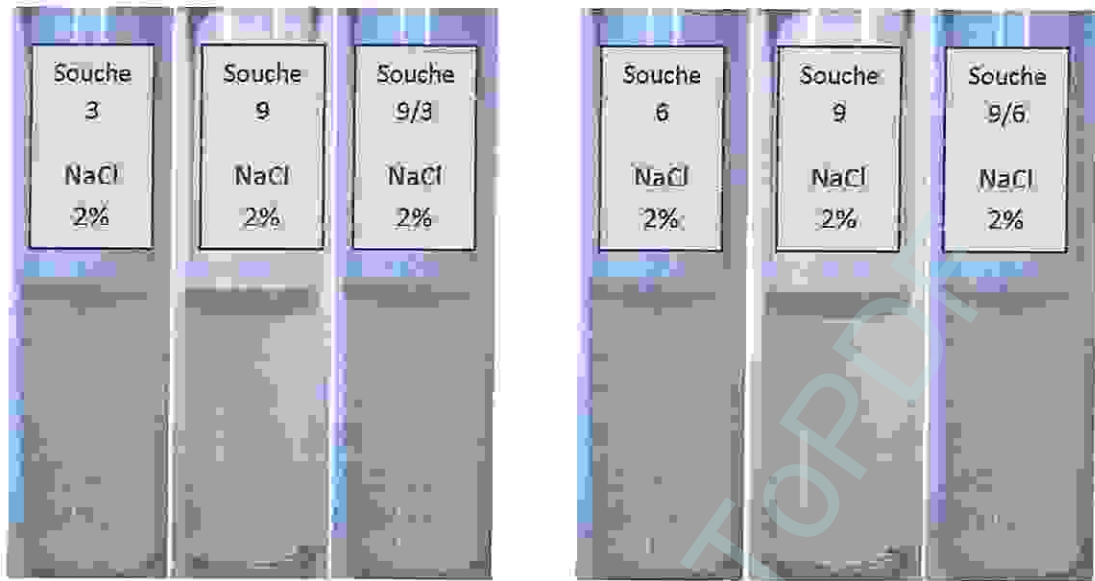 Souche
3
NaCl
2%
Souche
9
NaCl
2%
Souche
9/3
NaCl
2%
Souche
6
NaCl
2%
Souche
9
NaCl
2%
Souche
9/6
NaCl
2%
TOPDF